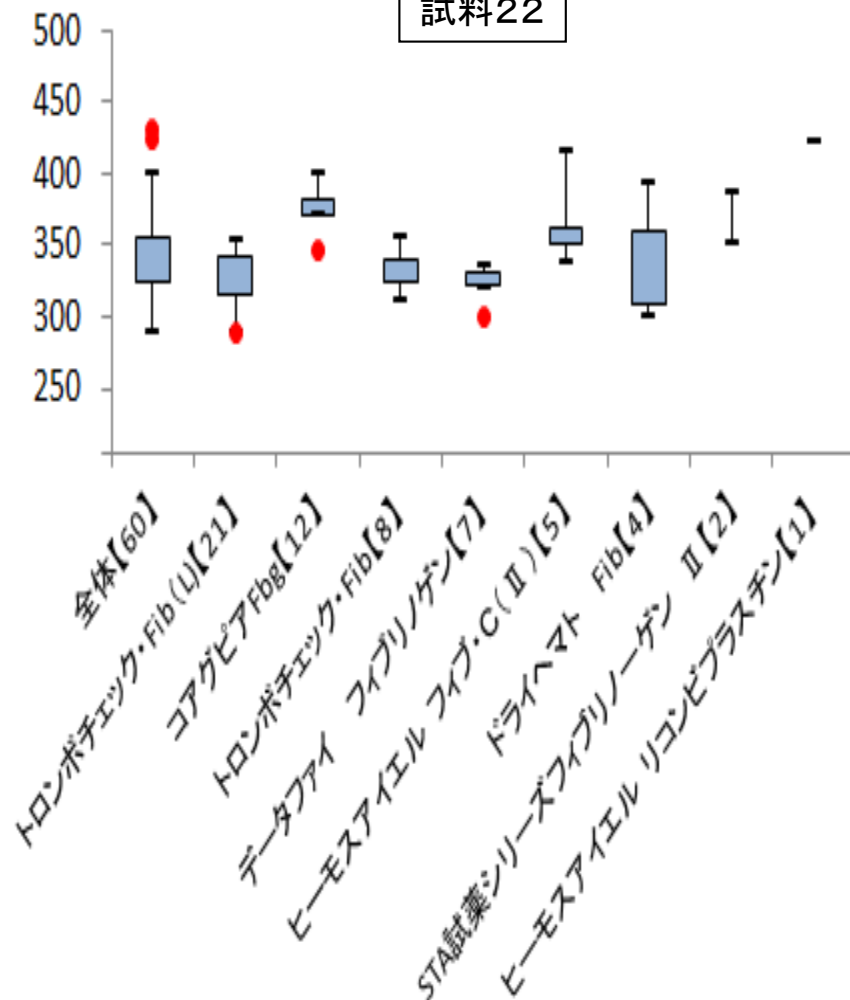 試料22
500
450
400
350
300
250
全体【60】
トロンボチェック・Fib(L)【21】
コアグピアFbg【12】
トロンボチェック・Fib【8】
データファイ　フィブリノゲン【7】
ヒーモスアイエル フィブ・C(Ⅱ)【5】
ドライヘマト　Fib【4】
STA試薬シリーズフィブリノーゲン　Ⅱ【2】
ヒーモスアイエル リコンビプラスチン【1】